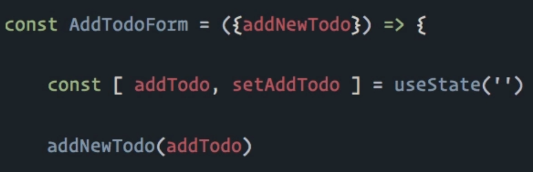 const AddTodoForm = ({addNewTodo}) => {
const [ addTodo, setAddTodo ] = useState('')
addNewTodo(addTodo)